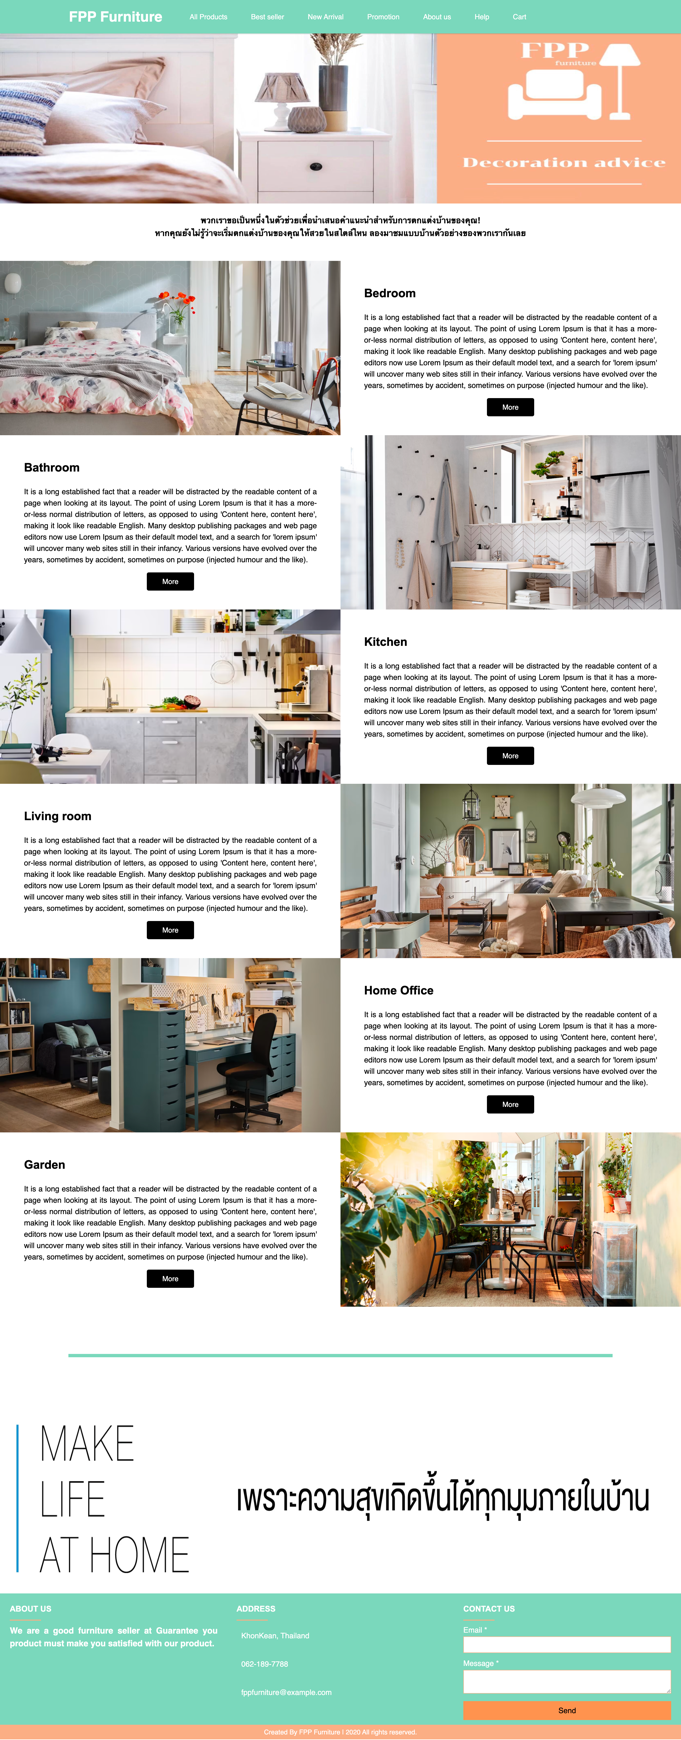 FPP Furniture
All Products
Best seller
New Arrival
Promotion
About us
Help
Cart
FPP
furniture
Decoration advice
พวกเราขอเป็นหนึ่งในตัวช่วยเพื่อนำเสนอคำแนะนำสำหรับการตกแต่งบ้านของคุณ!
หากคุณยังไม่รู้ว่าจะเริ่มตกแต่งบ้านของคุณให้สวยในสไตล์ไหน ลองมาชมแบบบ้านตัวอย่างของพวกเรากันเลย
Bedroom
It is a long established fact that a reader will be distracted by the readable content of a
page when looking at its layout. The point of using Lorem Ipsum is that it has a more-
or-less normal distribution of letters, as opposed to using 'Content here, content here',
making it look like readable English. Many desktop publishing packages and web page
editors now use Lorem Ipsum as their default model text, and a search for 'lorem ipsum'
will uncover many web sites still in their infancy. Various versions have evolved over the
years, sometimes by accident, sometimes on purpose (injected humour and the like).
More
Bathroom
It is a long established fact that a reader will be distracted by the readable content of a
page when looking at its layout. The point of using Lorem Ipsum is that it has a more-
or-less normal distribution of letters, as opposed to using 'Content here, content here',
making it look like readable English. Many desktop publishing packages and web page
editors now use Lorem Ipsum as their default model text, and a search for 'lorem ipsum'
will uncover many web sites still in their infancy. Various versions have evolved over the
years, sometimes by accident, sometimes on purpose (injected humour and the like).
More
Kitchen
It is a long established fact that a reader will be distracted by the readable content of a
page when looking at its layout. The point of using Lorem Ipsum is that it has a more-
or-less normal distribution of letters, as opposed to using 'Content here, content here',
making it look like readable English. Many desktop publishing packages and web page
editors now use Lorem Ipsum as their default model text, and a search for 'lorem ipsum'
will uncover many web sites still in their infancy. Various versions have evolved over the
years, sometimes by accident, sometimes on purpose (injected humour and the like).
More
Living room
It is a long established fact that a reader will be distracted by the readable content of a
page when looking at its layout. The point of using Lorem Ipsum is that it has a more-
or-less normal distribution of letters, as opposed to using 'Content here, content here',
making it look like readable English. Many desktop publishing packages and web page
editors now use Lorem Ipsum as their default model text, and a search for 'lorem ipsum'
will uncover many web sites still in their infancy. Various versions have evolved over the
years, sometimes by accident, sometimes on purpose (injected humour and the like).
More
Home Office
It is a long established fact that a reader will be distracted by the readable content of a
page when looking at its layout. The point of using Lorem Ipsum is that it has a more-
or-less normal distribution of letters, as opposed to using 'Content here, content here',
making it look like readable English. Many desktop publishing packages and web page
editors now use Lorem Ipsum as their default model text, and a search for 'lorem ipsum'
will uncover many web sites still in their infancy. Various versions have evolved over the
years, sometimes by accident, sometimes on purpose (injected humour and the like).
More
Garden
It is a long established fact that a reader will be distracted by the readable content of a
page when looking at its layout. The point of using Lorem Ipsum is that it has a more-
or-less normal distribution of letters, as opposed to using 'Content here, content here',
making it look like readable English. Many desktop publishing packages and web page
editors now use Lorem Ipsum as their default model text, and a search for 'lorem ipsum'
will uncover many web sites still in their infancy. Various versions have evolved over the
years, sometimes by accident, sometimes on purpose (injected humour and the like).
More
MAKE
LIFE
AT HOME
เพราะความสุขเกิดขึ้นได้ทุกมุมภายในบ้าน
ABOUT US
We are a good furniture seller at Guarantee you
product must make you satisfied with our product.
ADDRESS
KhonKean, Thailand
062-189-7788
fppfurniture@example.com
CONTACT US
Email *
Message *
Send
Created By FPP Furniture | 2020 All rights reserved.